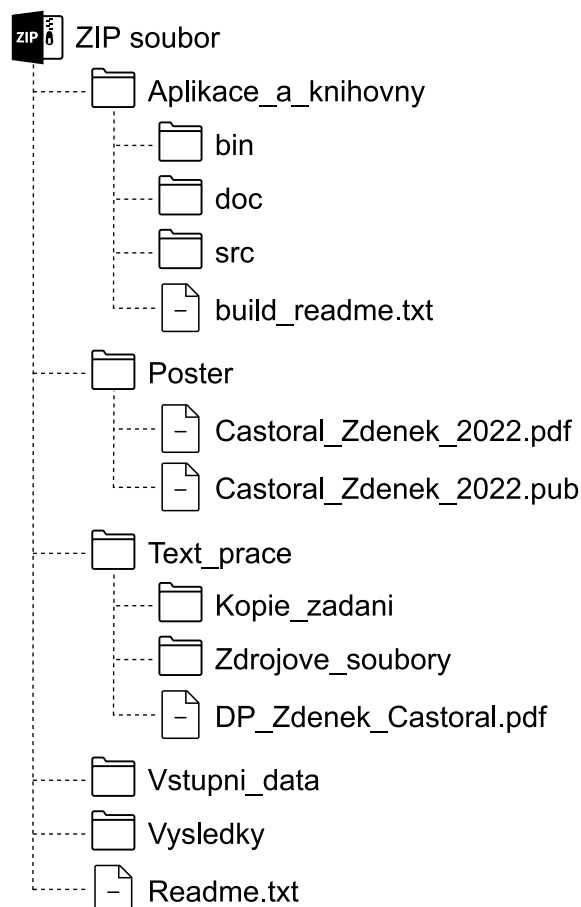 ZIP ZIP soubor
Aplikace_a_knihovny
bin
doc
src
build_readme.txt
Poster
Castoral_Zdenek_2022.pdf
Castoral_Zdenek_2022.pub
Text_prace
Kopie_zadani
Zdrojove_soubory
DP_Zdenek_Castoral.pdf
Vstupni_data
Vysledky
Readme.txt